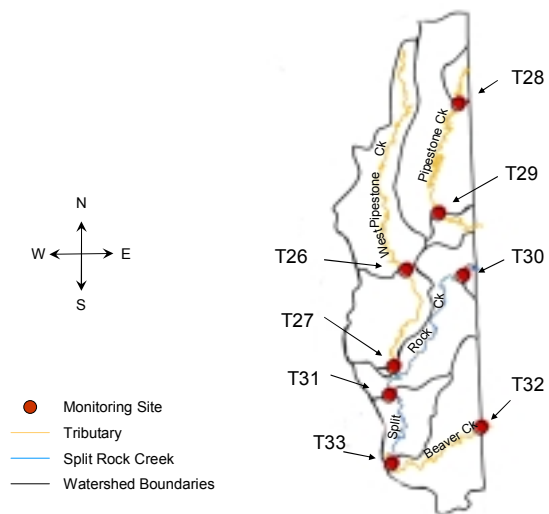 T28
Pipestone Ck
West Pipestone Ck
T29
N
W E
S
T26
T30
Split Rock Ck
T27
T31
T32
Beaver Ck
T33
Monitoring Site
Tributary
Split Rock Creek
Watershed Boundaries